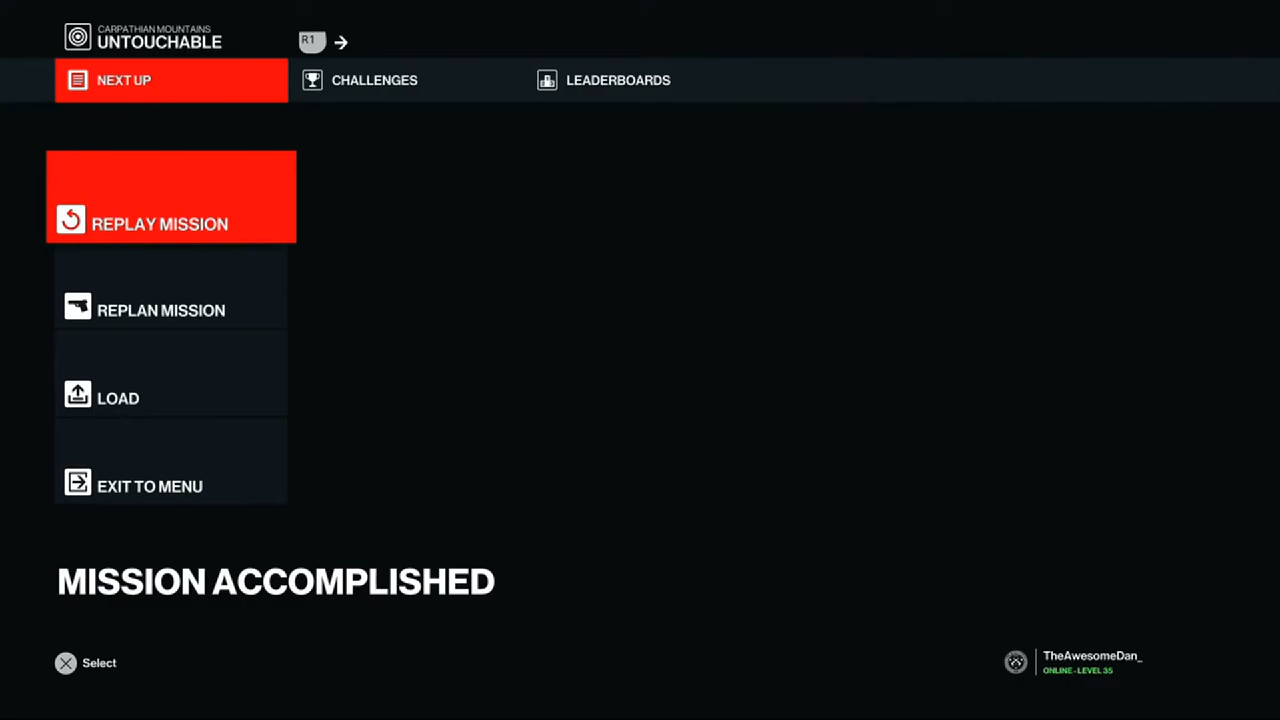 CARPATHIAN MOUNTAINS
UNTOUCHABLE
R1
NEXT UP
CHALLENGES
LEADERBOARDS
REPLAY MISSION
REPLAN MISSION
LOAD
EXIT TO MENU
MISSION ACCOMPLISHED
Select
TheAwesomeDan_
ONLINE - LEVEL 35